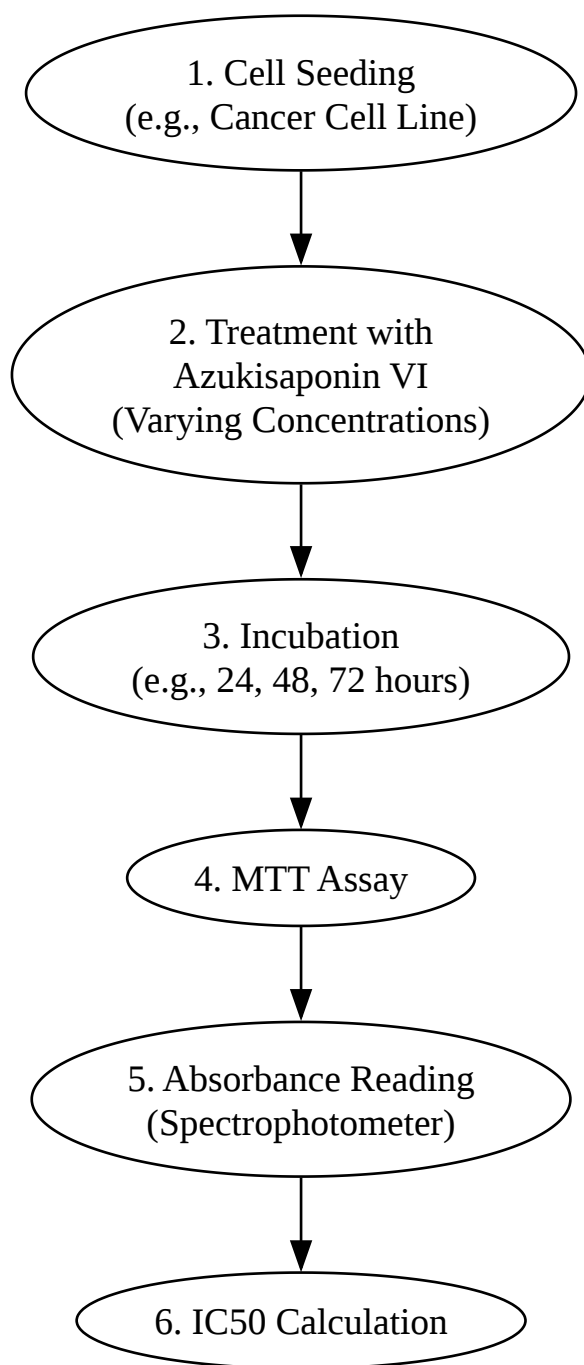 1. Cell Seeding
(e.g., Cancer Cell Line)
2. Treatment with
Azukisaponin VI
(Varying Concentrations)
3. Incubation
(e.g., 24, 48, 72 hours)
4. MTT Assay
5. Absorbance Reading
(Spectrophotometer)
6. IC50 Calculation